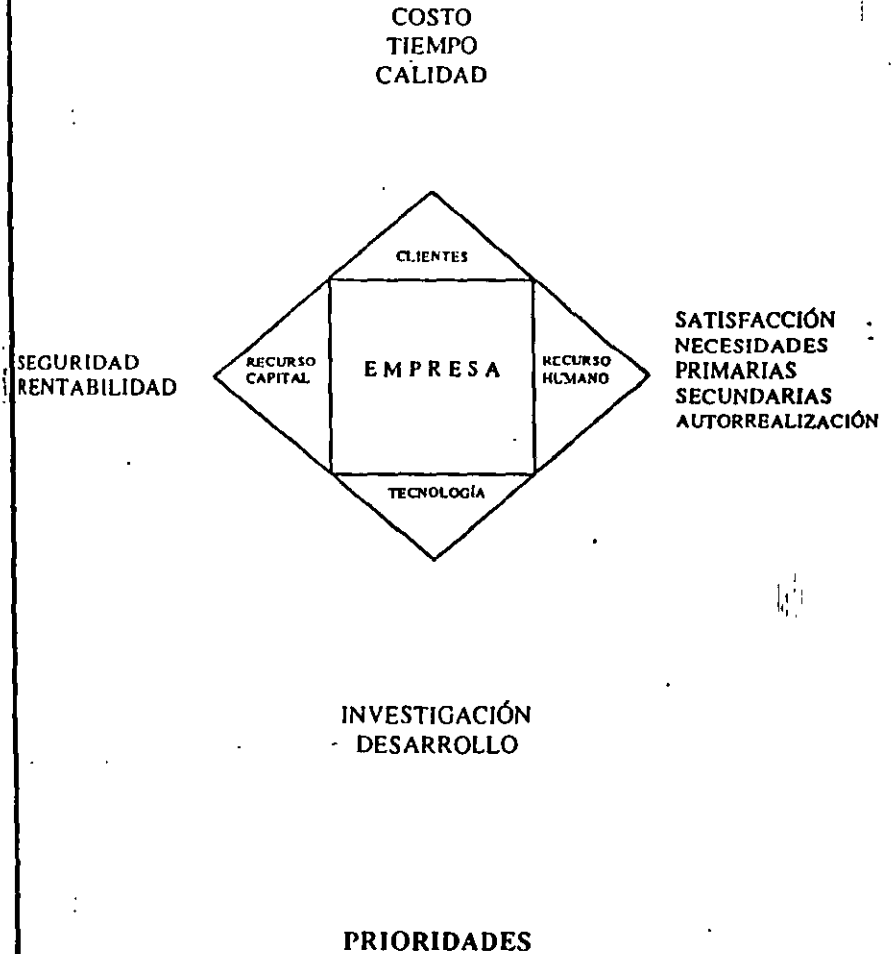 COSTO
TIEMPO
CALIDAD
CLIENTES
SEGURIDAD
RENTABILIDAD
RECURSO
CAPITAL
EMPRESA
RECURSO
HUMANO
SATISFACCIÓN
NECESIDADES
PRIMARIAS
SECUNDARIAS
AUTORREALIZACIÓN
TECNOLOGÍA
INVESTIGACIÓN
DESARROLLO
PRIORIDADES